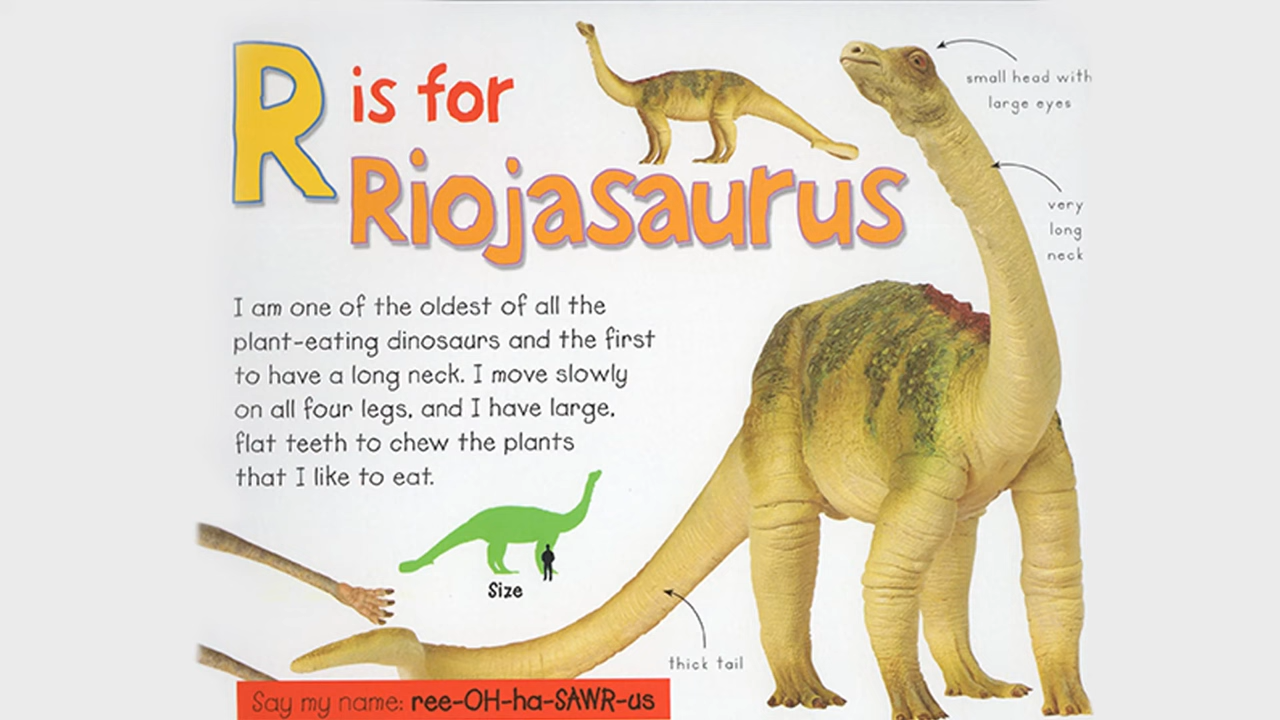 R is for
Riojasaurus
small head with
large eyes
very
long
neck
I am one of the oldest of all the
plant-eating dinosaurs and the first
to have a long neck. I move slowly
on all four legs, and I have large,
flat teeth to chew the plants
that I like to eat.
Size
thick tail
Say my name: ree-OH-ha-SAWR-us